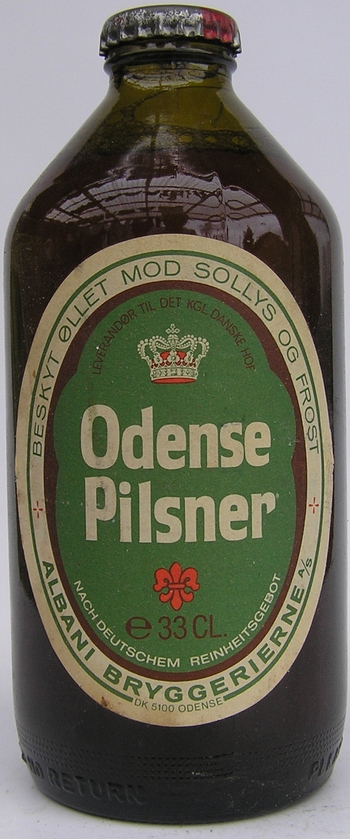 BESKYT ØLLET MOD SOLLYS OG FROST
LEVERANDØR TIL DET KGL. DANSKE HOF
Odense
Pilsner
e 33 CL.
NACH DEUTSCHEM REINHEITSGEBOT
ALBANI BRYGGERIERNE A/S
DK 5100 ODENSE
RETURN